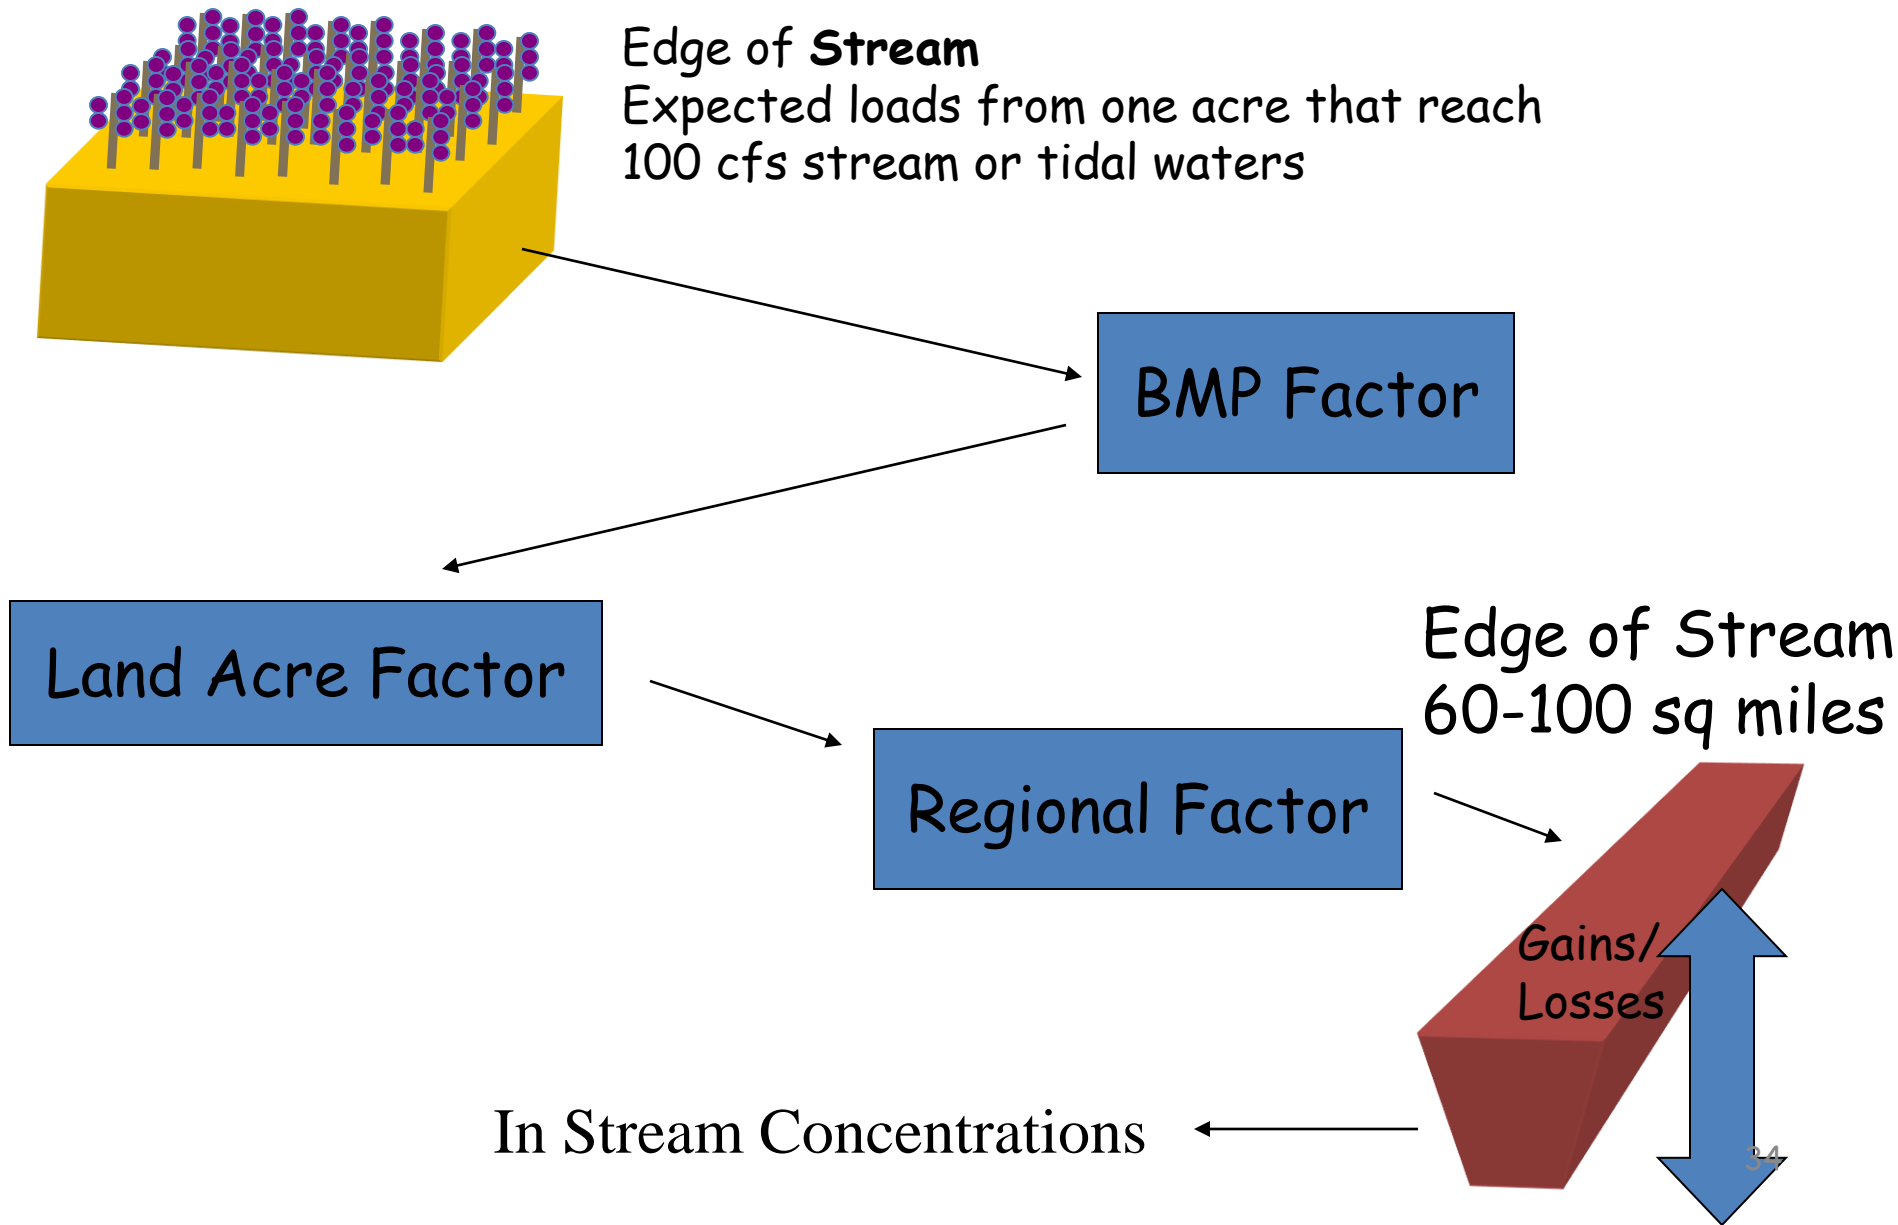 Edge of Stream
Expected loads from one acre that reach
100 cfs stream or tidal waters
BMP Factor
Land Acre Factor
Edge of Stream
60-100 sq miles
Regional Factor
Gains/
Losses
In Stream Concentrations
34